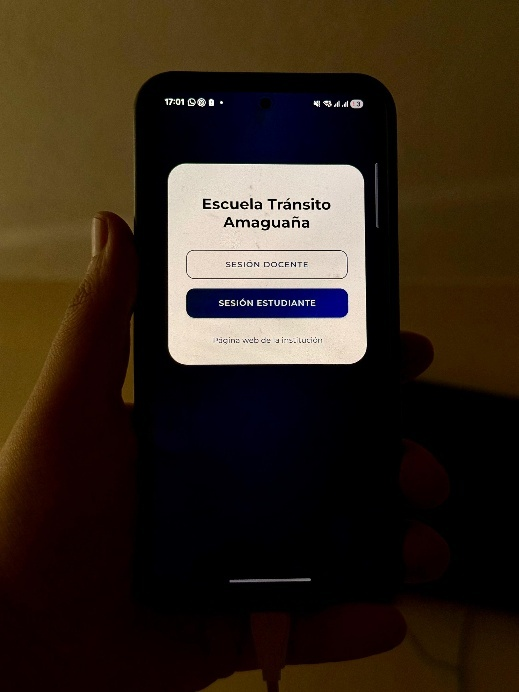 17:01
Escuela Tránsito
Amaguaña
SESIÓN DOCENTE
SESIÓN ESTUDIANTE
Página web de la institución